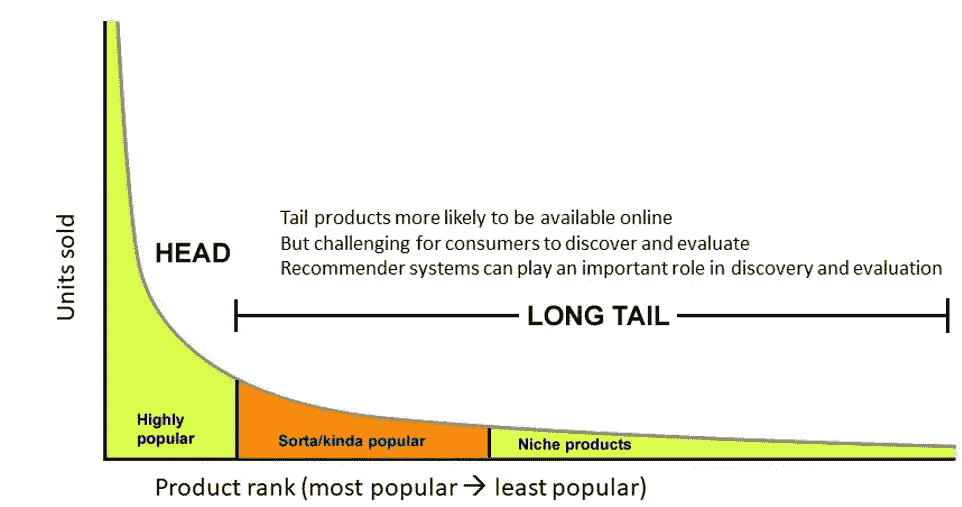 Units sold
HEAD
Tail products more likely to be available online
But challenging for consumers to discover and evaluate
Recommender systems can play an important role in discovery and evaluation
LONG TAIL
Highly
popular
Sorta/kinda popular
Niche products
Product rank (most popular → least popular)